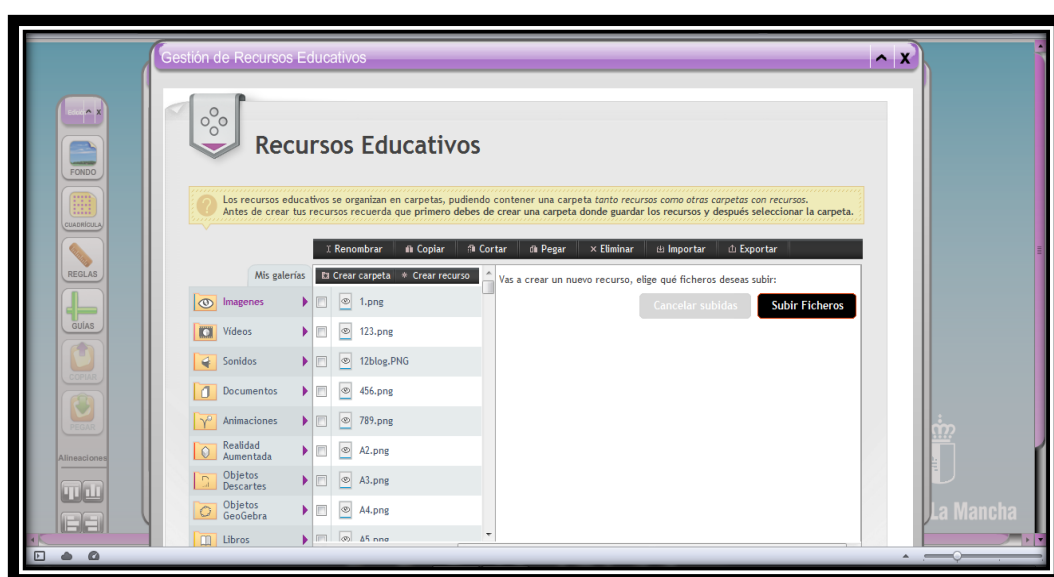 Gestión de Recursos Educativos
X
Educ X
FONDO
CUADRÍCULA
REGLAS
GUÍAS
COPIAR
PEGAR
Alineaciones
Recursos Educativos
? Los recursos educativos se organizan en carpetas, pudiendo contener una carpeta tanto recursos como otras carpetas con recursos.
Antes de crear tus recursos recuerda que primero debes de crear una carpeta donde guardar los recursos y después seleccionar la carpeta.
Renombrar Copiar Cortar Pegar × Eliminar Importar Exportar
Mis galerías Crear carpeta Crear recurso
Vas a crear un nuevo recurso, elige qué ficheros deseas subir:
Cancelar subidas Subir Ficheros
Imagenes 1.png
Vídeos 123.png
Sonidos 12blog.PNG
Documentos 456.png
Animaciones 789.png
Realidad
Aumentada A2.png
Objetos
Descartes A3.png
Objetos
GeoGebra A4.png
Libros A5.png
La Mancha